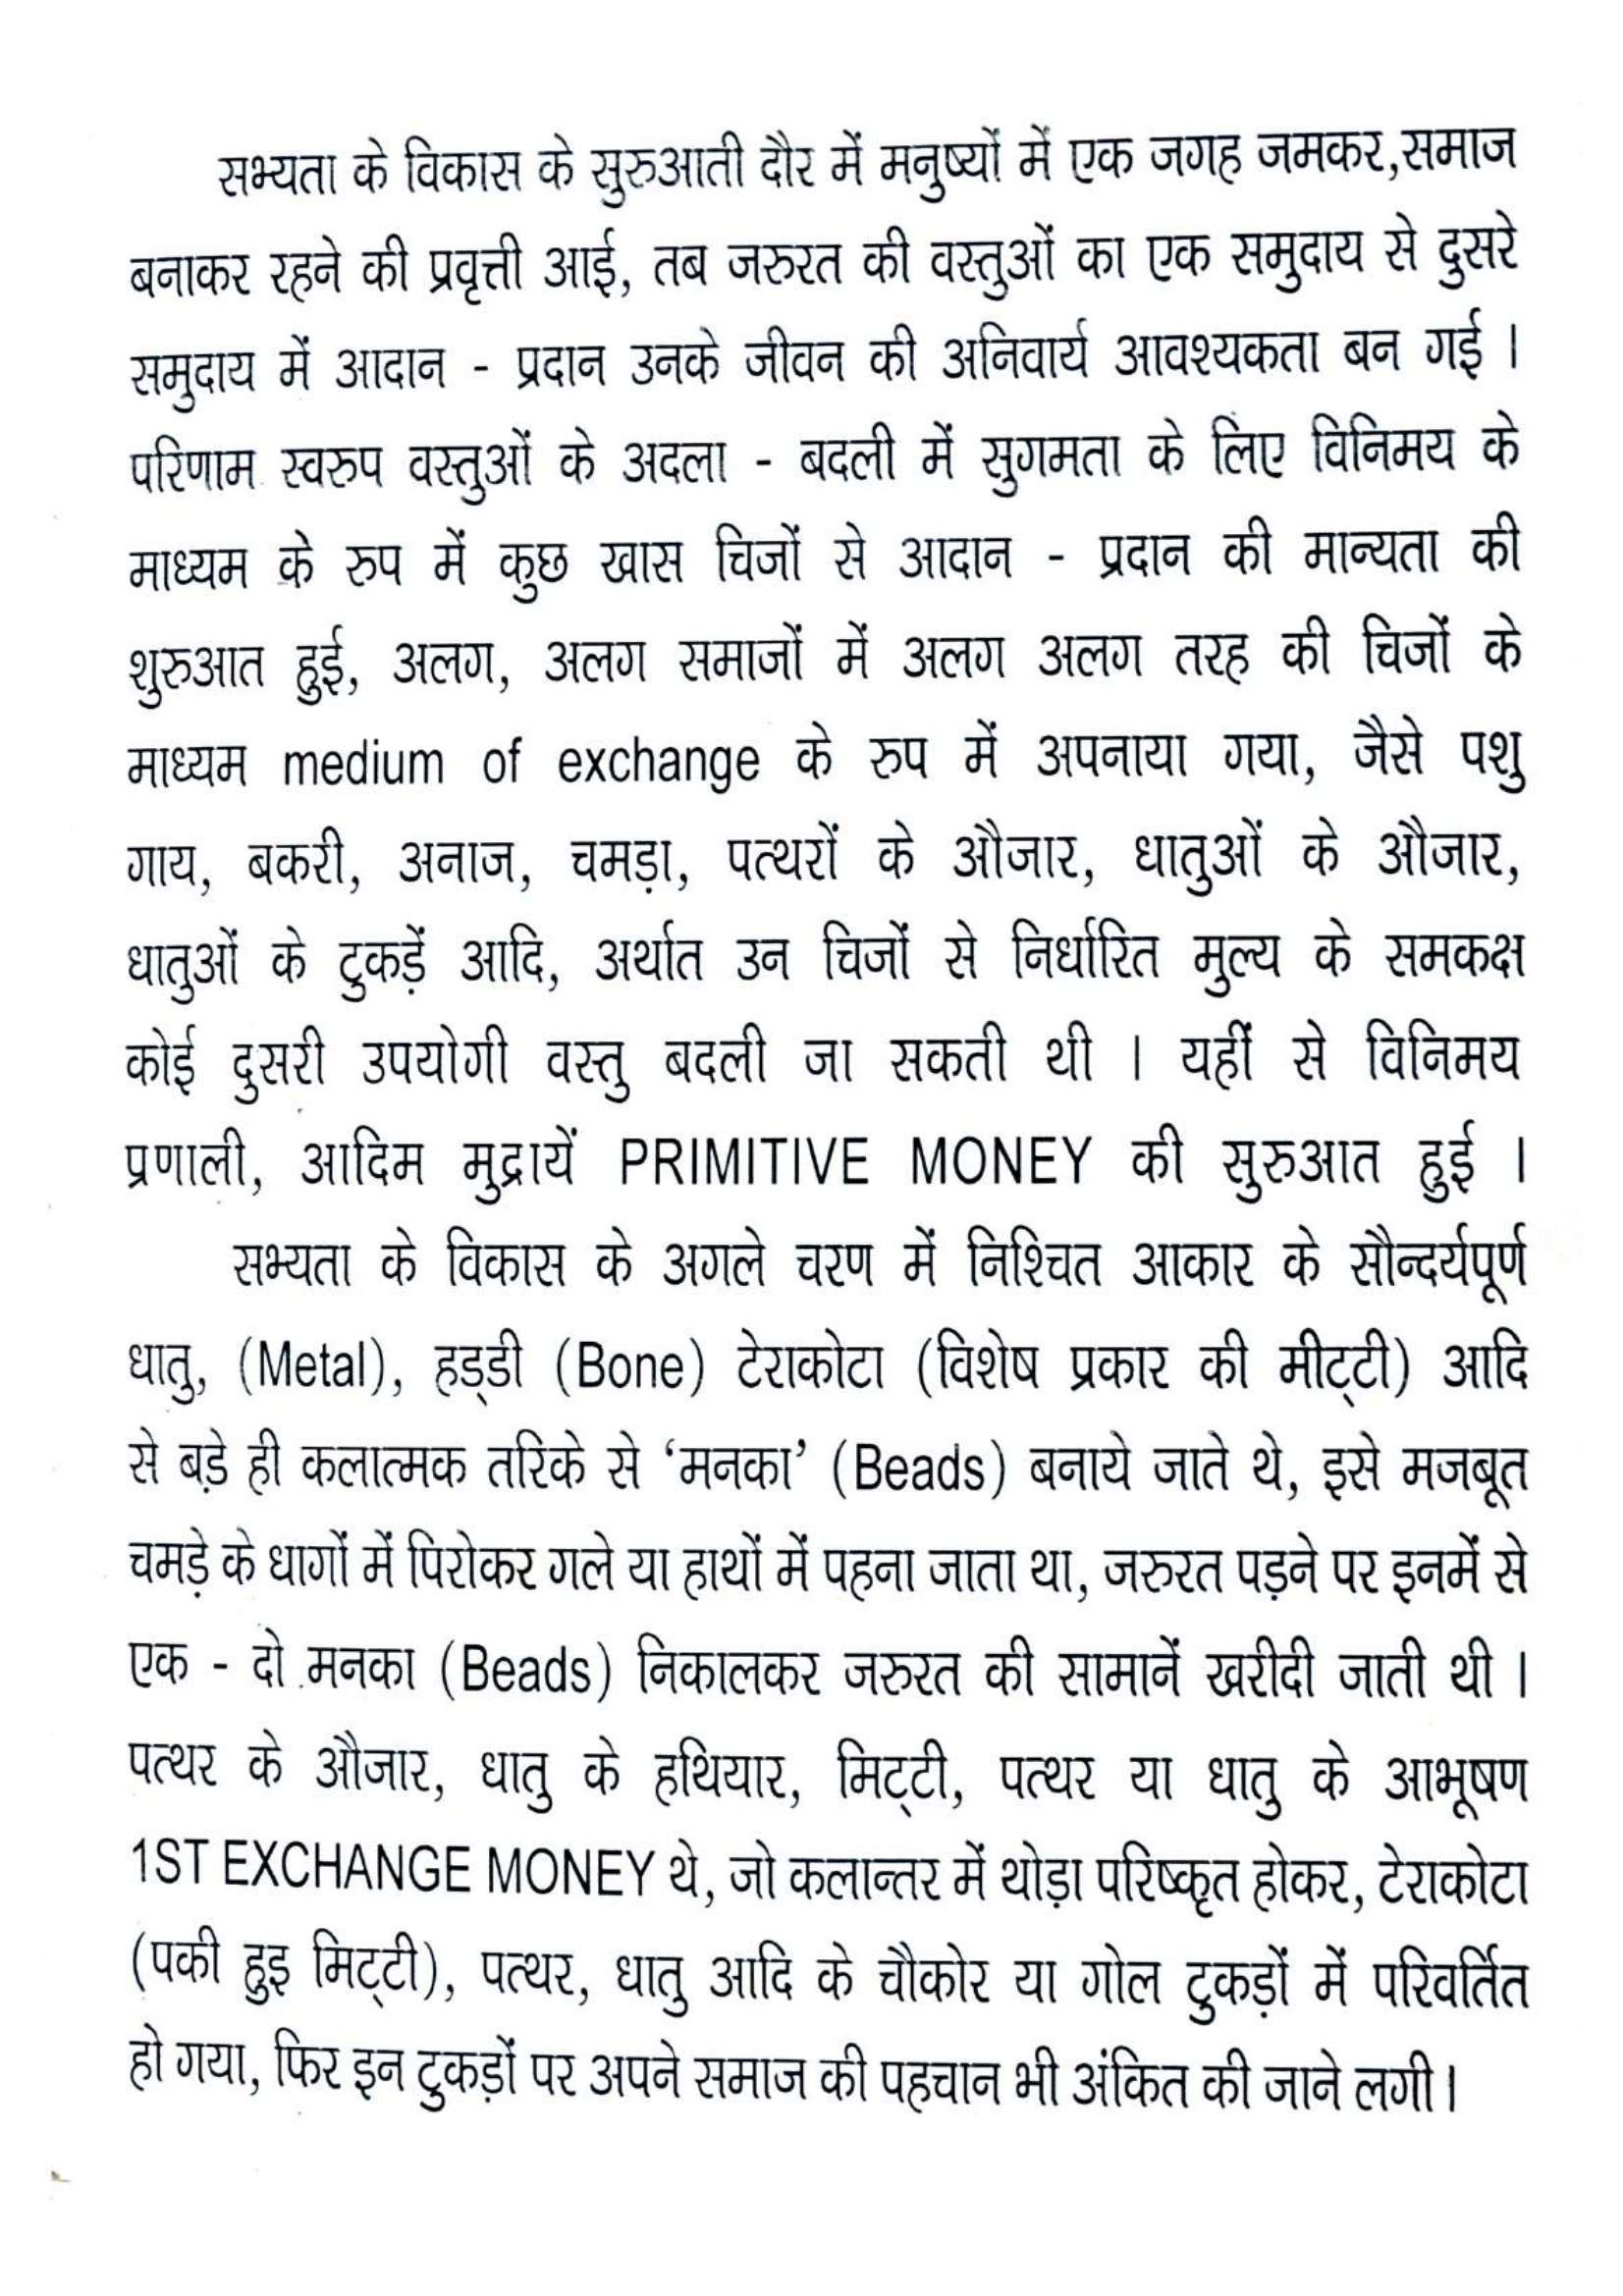 सभ्यता के विकास के सुरुआती दौर में मनुष्यों में एक जगह जमकर,समाज
बनाकर रहने की प्रवृत्ती आई, तब जरुरत की वस्तुओं का एक समुदाय से दुसरे
समुदाय में आदान - प्रदान उनके जीवन की अनिवार्य आवश्यकता बन गई ।
परिणाम स्वरुप वस्तुओं के अदला - बदली में सुगमता के लिए विनिमय के
माध्यम के रुप में कुछ खास चिजों से आदान - प्रदान की मान्यता की
शुरुआत हुई, अलग, अलग समाजों में अलग अलग तरह की चिजों के
माध्यम medium of exchange के रुप में अपनाया गया, जैसे पशु
गाय, बकरी, अनाज, चमड़ा, पत्थरों के औजार, धातुओं के औजार,
धातुओं के टुकड़ें आदि, अर्थात उन चिजों से निर्धारित मुल्य के समकक्ष
कोई दुसरी उपयोगी वस्तु बदली जा सकती थी । यहीं से विनिमय
प्रणाली, आदिम मुद्रायें PRIMITIVE MONEY की सुरुआत हुई ।
सभ्यता के विकास के अगले चरण में निश्चित आकार के सौन्दर्यपूर्ण
धातु, (Metal), हड्डी (Bone) टेराकोटा (विशेष प्रकार की मीट्टी) आदि
से बड़े ही कलात्मक तरिके से ‘मनका’ (Beads) बनाये जाते थे, इसे मजबूत
चमड़े के धागों में पिरोकर गले या हाथों में पहना जाता था, जरुरत पड़ने पर इनमें से
एक - दो मनका (Beads) निकालकर जरुरत की सामानें खरीदी जाती थी ।
पत्थर के औजार, धातु के हथियार, मिट्टी, पत्थर या धातु के आभूषण
1ST EXCHANGE MONEY थे, जो कलान्तर में थोड़ा परिष्कृत होकर, टेराकोटा
(पकी हुइ मिट्टी), पत्थर, धातु आदि के चौकोर या गोल टुकड़ों में परिवर्तित
हो गया, फिर इन टुकड़ों पर अपने समाज की पहचान भी अंकित की जाने लगी ।